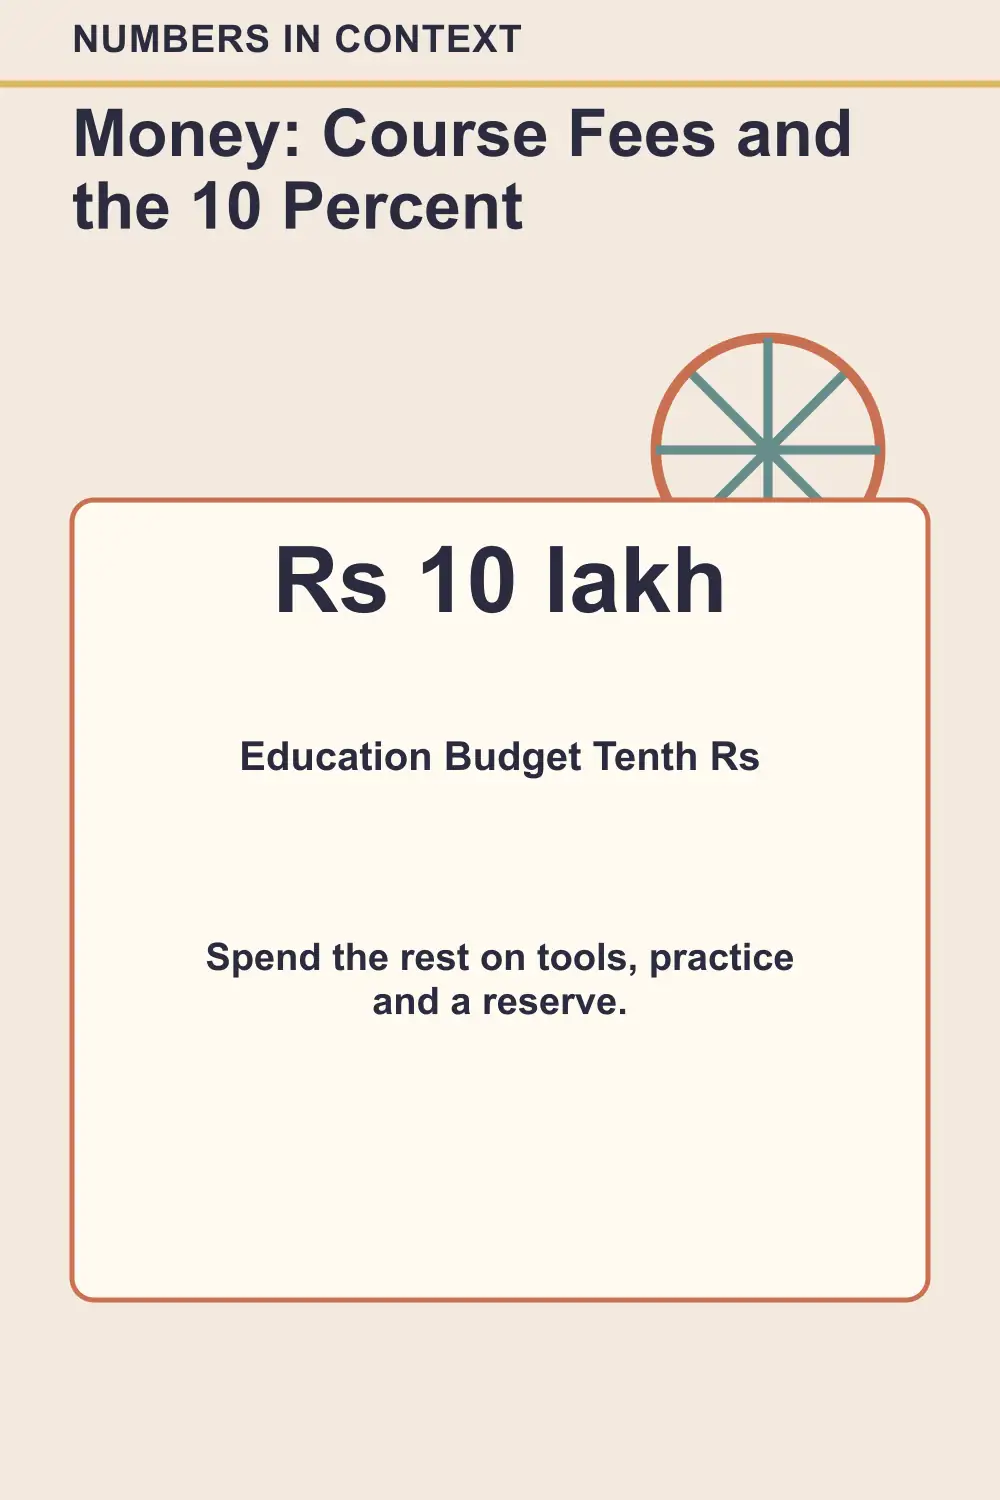 NUMBERS IN CONTEXT
Money: Course Fees and
the 10 Percent
Rs 10 lakh
Education Budget Tenth Rs
Spend the rest on tools, practice
and a reserve.